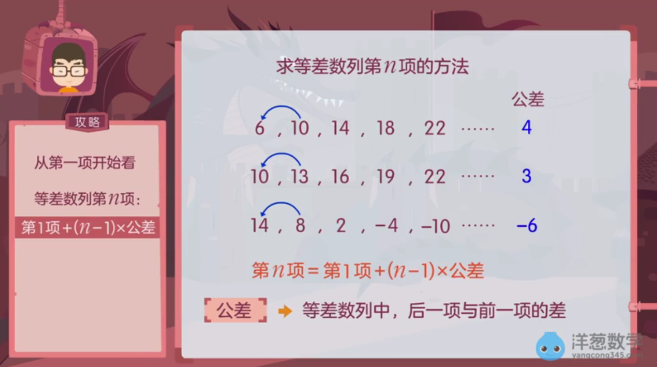 求等差数列第n项的方法
公差
6 , 10 , 14 , 18 , 22 …… 4
10 , 13 , 16 , 19 , 22 …… 3
14 , 8 , 2 , -4 , -10 …… -6
第n项=第1项+(n-1)×公差
公差 等差数列中，后一项与前一项的差
攻略
从第一项开始看
等差数列第n项：
第1项+(n-1)×公差
洋葱数学
yangcong345.com